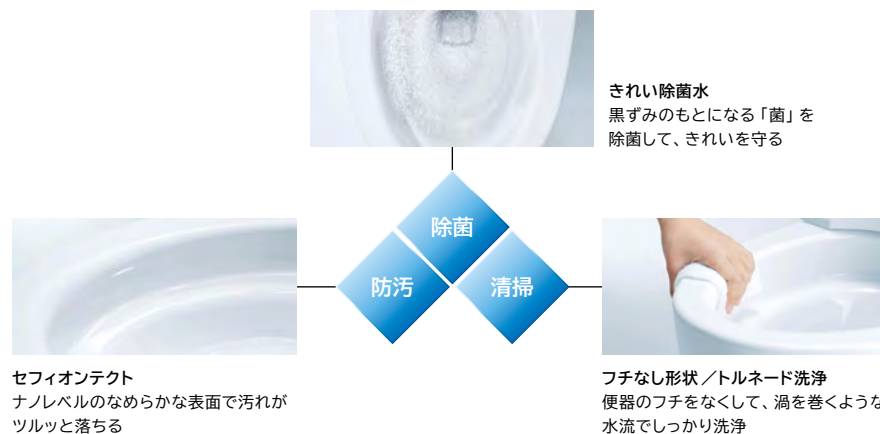 きれい除菌水
黒ずみのもとになる「菌」を
除菌して、きれいを守る
除菌
防汚
清掃
セフィオンテクト
ナノレベルのなめらかな表面で汚れが
ツルッと落ちる
フチなし形状／トルネード洗浄
便器のフチをなくして、渦を巻くような
水流でしっかり洗浄